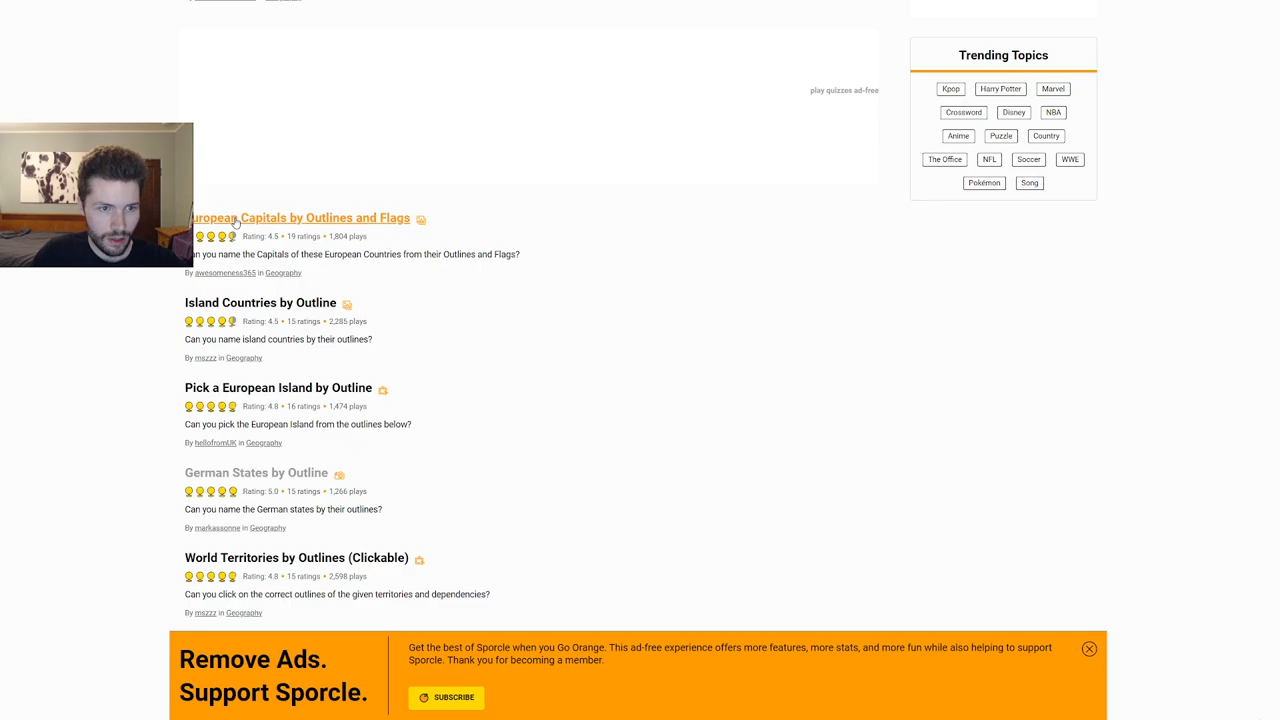 play quizzes ad-free
Trending Topics
Kpop Harry Potter Marvel
Crossword Disney NBA
Anime Puzzle Country
The Office NFL Soccer WWE
Pokémon Song
uropean Capitals by Outlines and Flags
Rating: 4.5 • 19 ratings • 1,804 plays
an you name the Capitals of these European Countries from their Outlines and Flags?
By awesomeness365 in Geography
Island Countries by Outline
Rating: 4.5 • 15 ratings • 2,285 plays
Can you name island countries by their outlines?
By mszzz in Geography
Pick a European Island by Outline
Rating: 4.8 • 16 ratings • 1,474 plays
Can you pick the European Island from the outlines below?
By hellofromUK in Geography
German States by Outline
Rating: 5.0 • 15 ratings • 1,266 plays
Can you name the German states by their outlines?
By markassonne in Geography
World Territories by Outlines (Clickable)
Rating: 4.8 • 15 ratings • 2,598 plays
Can you click on the correct outlines of the given territories and dependencies?
By mszzz in Geography
Remove Ads.
Support Sporcle.
Get the best of Sporcle when you Go Orange. This ad-free experience offers more features, more stats, and more fun while also helping to support
Sporcle. Thank you for becoming a member.
SUBSCRIBE